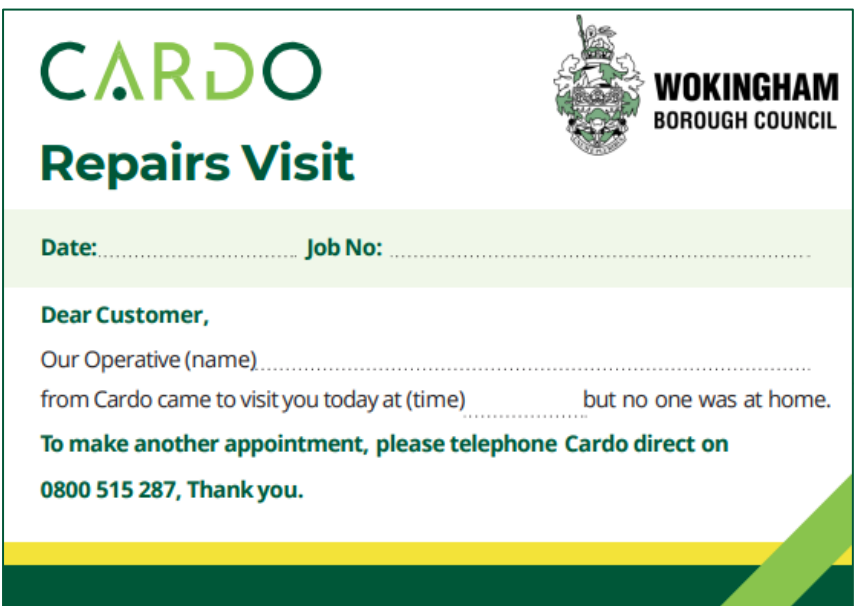 CARDO
WOKINGHAM
BOROUGH COUNCIL
Repairs Visit
Date:.............................. Job No: ................................................................
Dear Customer,
Our Operative (name)....................................................................................
from Cardo came to visit you today at (time)....................but no one was at home.
To make another appointment, please telephone Cardo direct on
0800 515 287, Thank you.